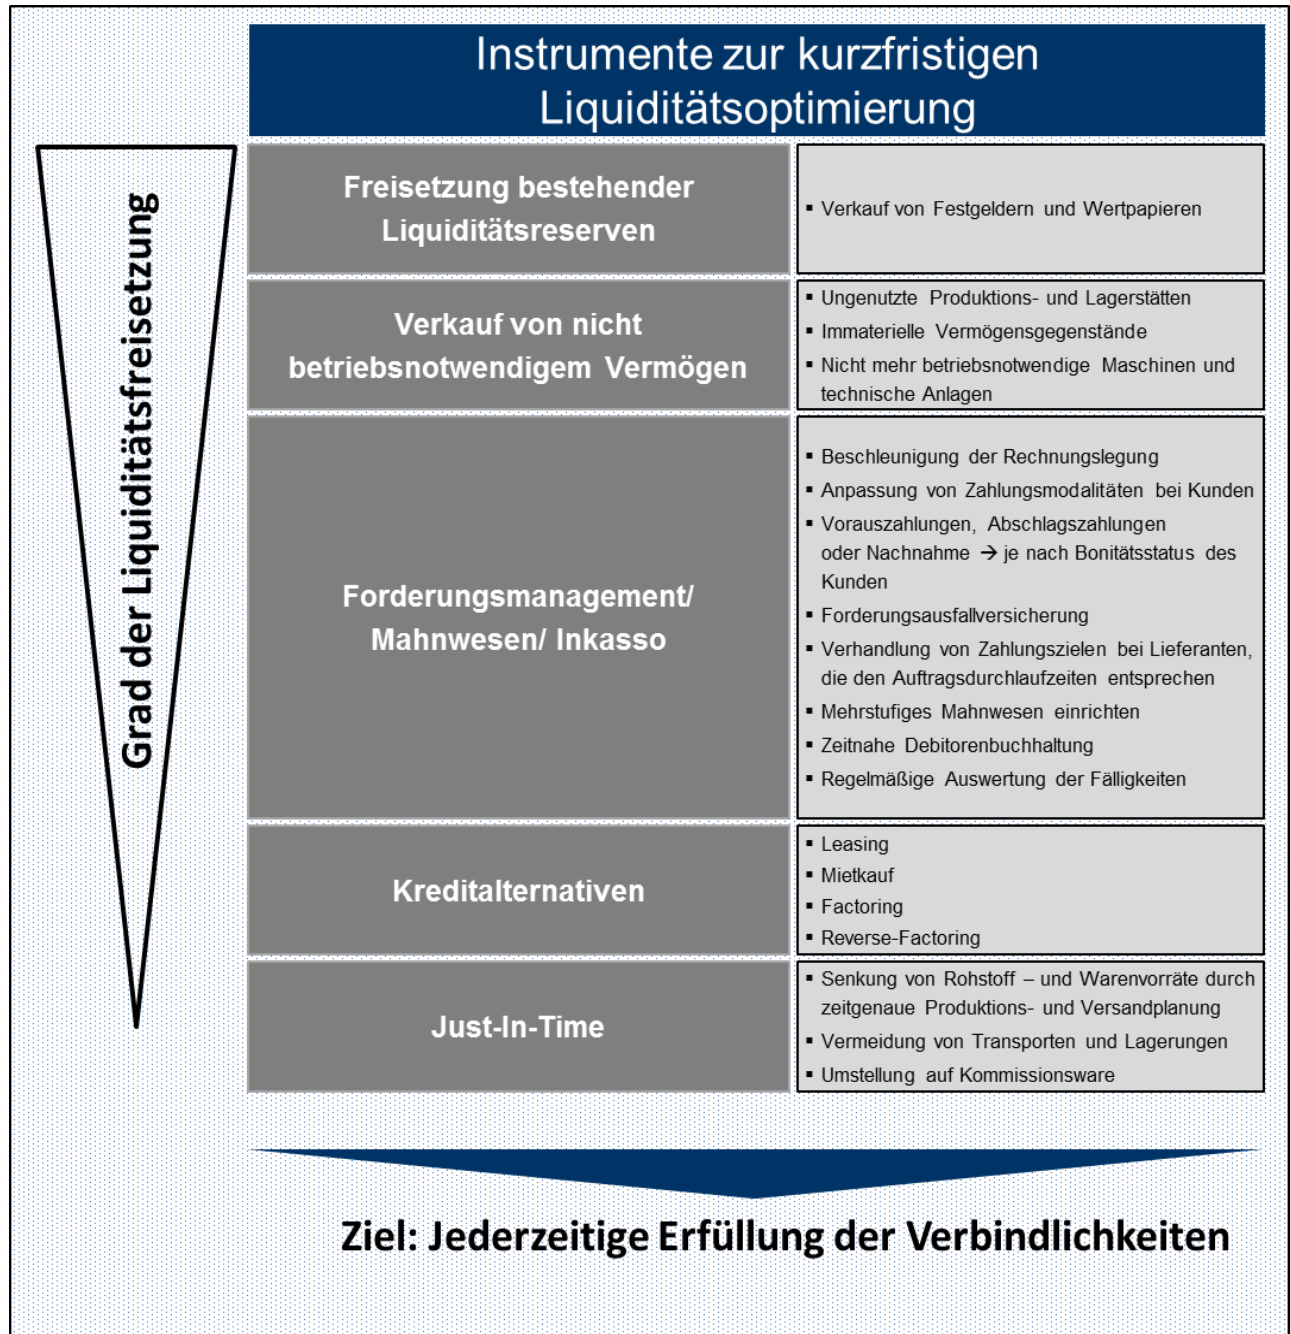 Instrumente zur kurzfristigen
Liquiditätsoptimierung
Grad der Liquiditätsfreisetzung
Freisetzung bestehender
Liquiditätsreserven
▪ Verkauf von Festgeldern und Wertpapieren
Verkauf von nicht
betriebsnotwendigem Vermögen
▪ Ungenutzte Produktions- und Lagerstätten
▪ Immaterielle Vermögensgegenstände
▪ Nicht mehr betriebsnotwendige Maschinen und
technische Anlagen
Forderungsmanagement/
Mahnwesen/ Inkasso
▪ Beschleunigung der Rechnungslegung
▪ Anpassung von Zahlungsmodalitäten bei Kunden
▪ Vorauszahlungen, Abschlagszahlungen
oder Nachnahme → je nach Bonitätsstatus des
Kunden
▪ Forderungsausfallversicherung
▪ Verhandlung von Zahlungszielen bei Lieferanten,
die den Auftragsdurchlaufzeiten entsprechen
▪ Mehrstufiges Mahnwesen einrichten
▪ Zeitnahe Debitorenbuchhaltung
▪ Regelmäßige Auswertung der Fälligkeiten
Kreditalternativen
▪ Leasing
▪ Mietkauf
▪ Factoring
▪ Reverse-Factoring
Just-In-Time
▪ Senkung von Rohstoff – und Warenvorräte durch
zeitgenaue Produktions- und Versandplanung
▪ Vermeidung von Transporten und Lagerungen
▪ Umstellung auf Kommissionsware
Ziel: Jederzeitige Erfüllung der Verbindlichkeiten